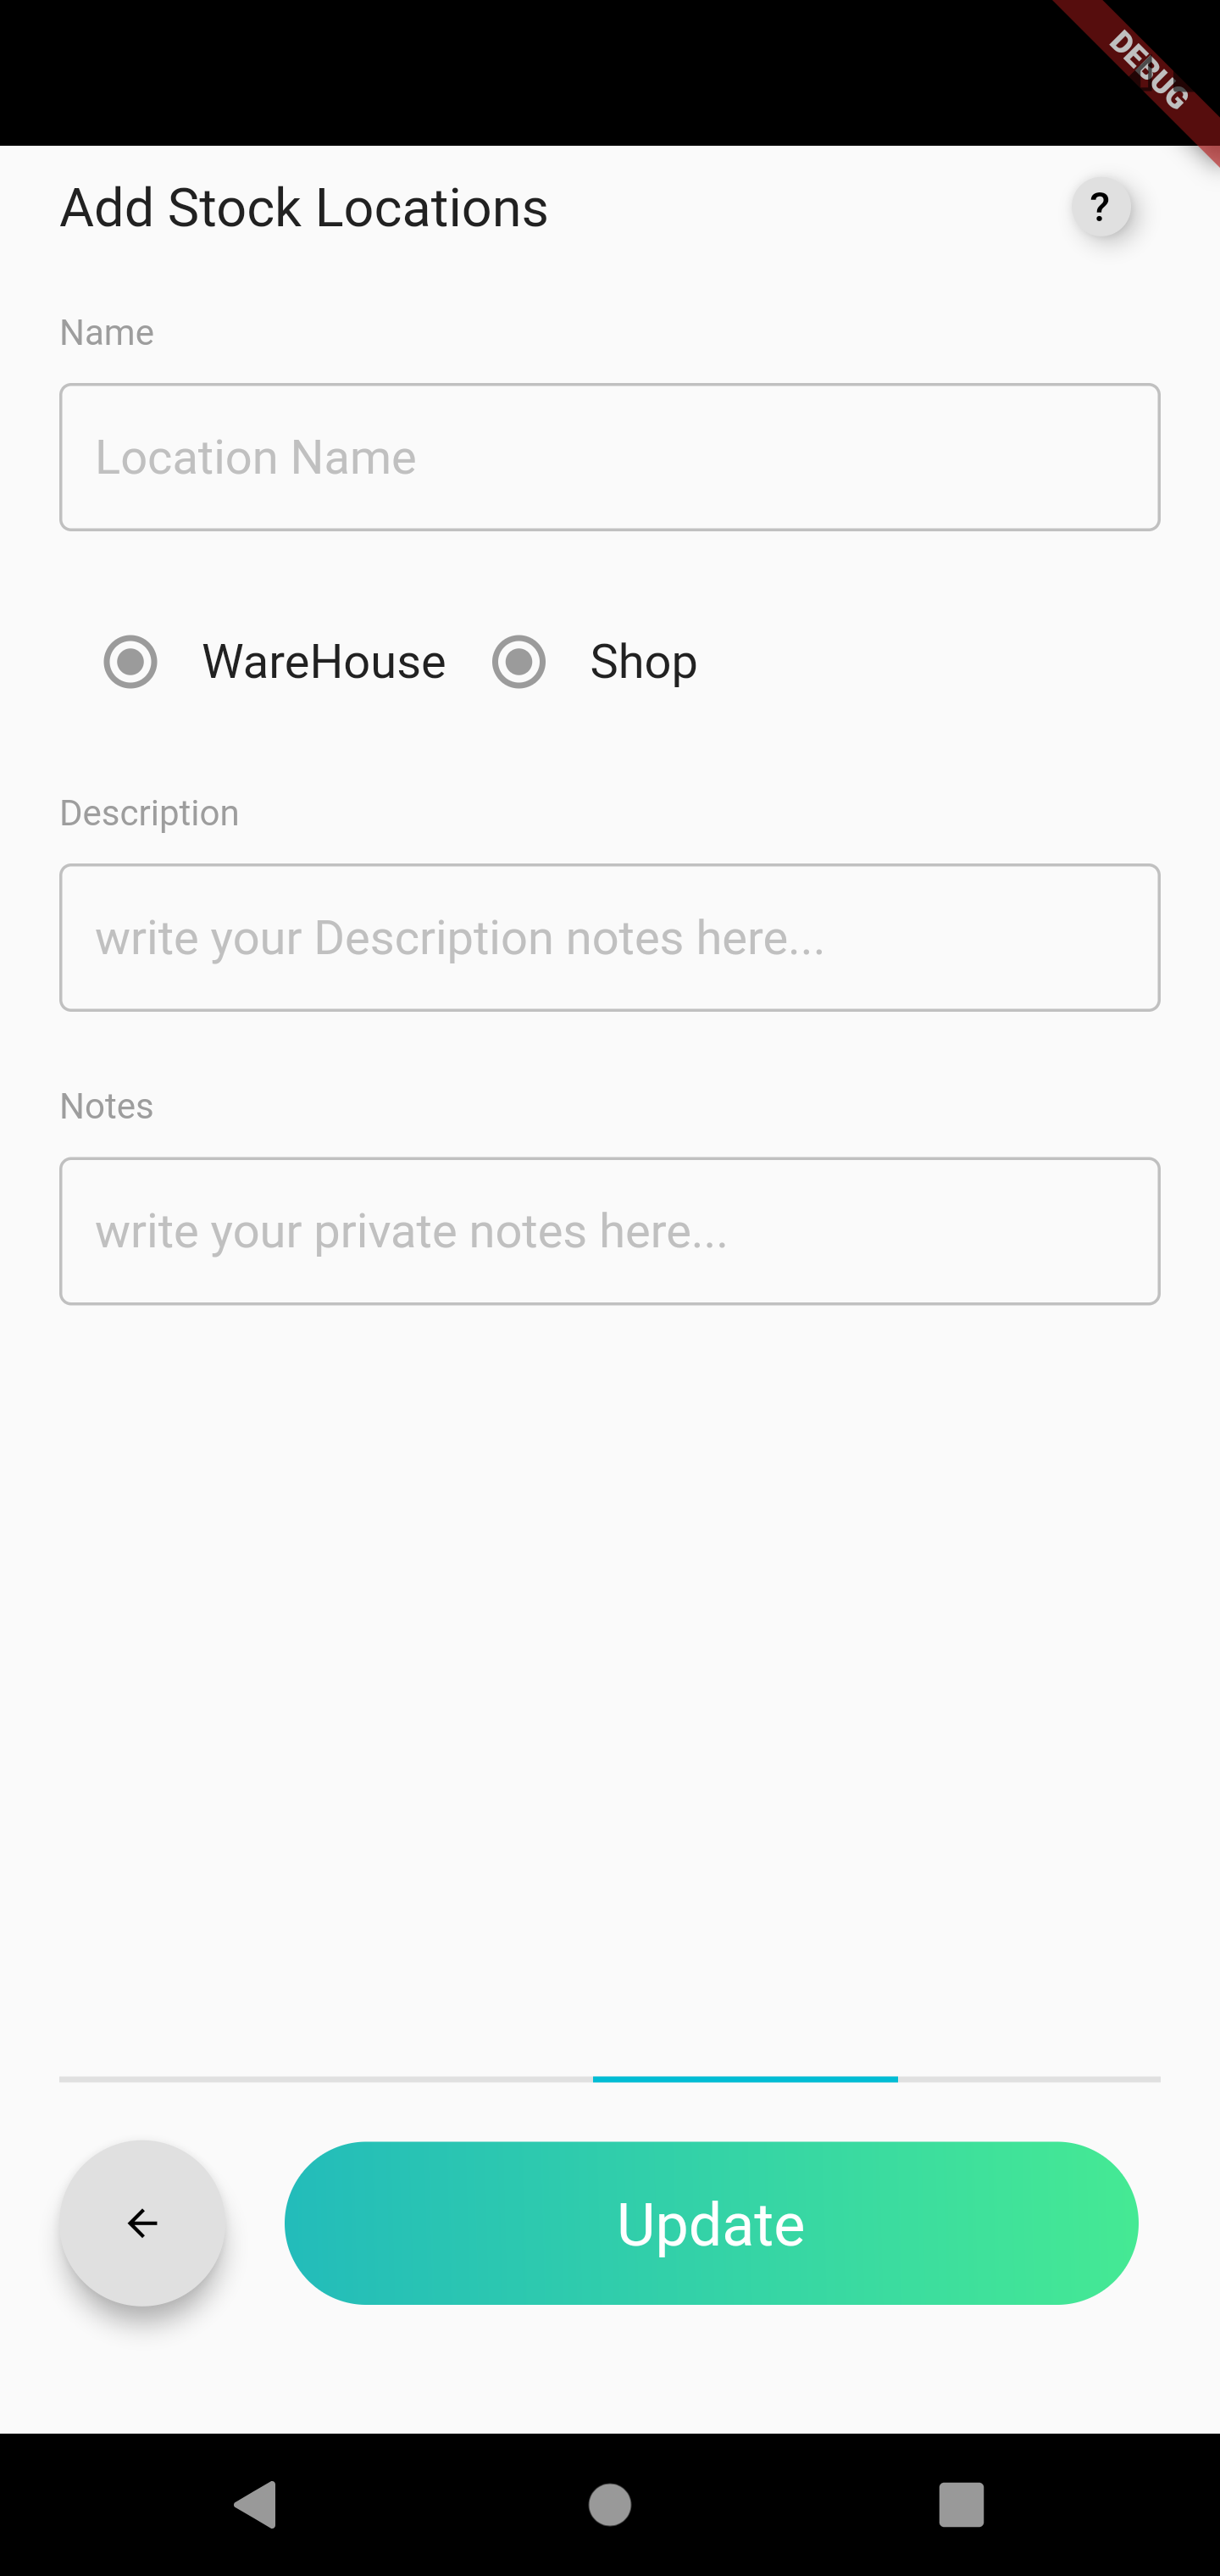 DEBUG
Add Stock Locations
?
Name
Location Name
WareHouse Shop
Description
write your Description notes here...
Notes
write your private notes here...
Update